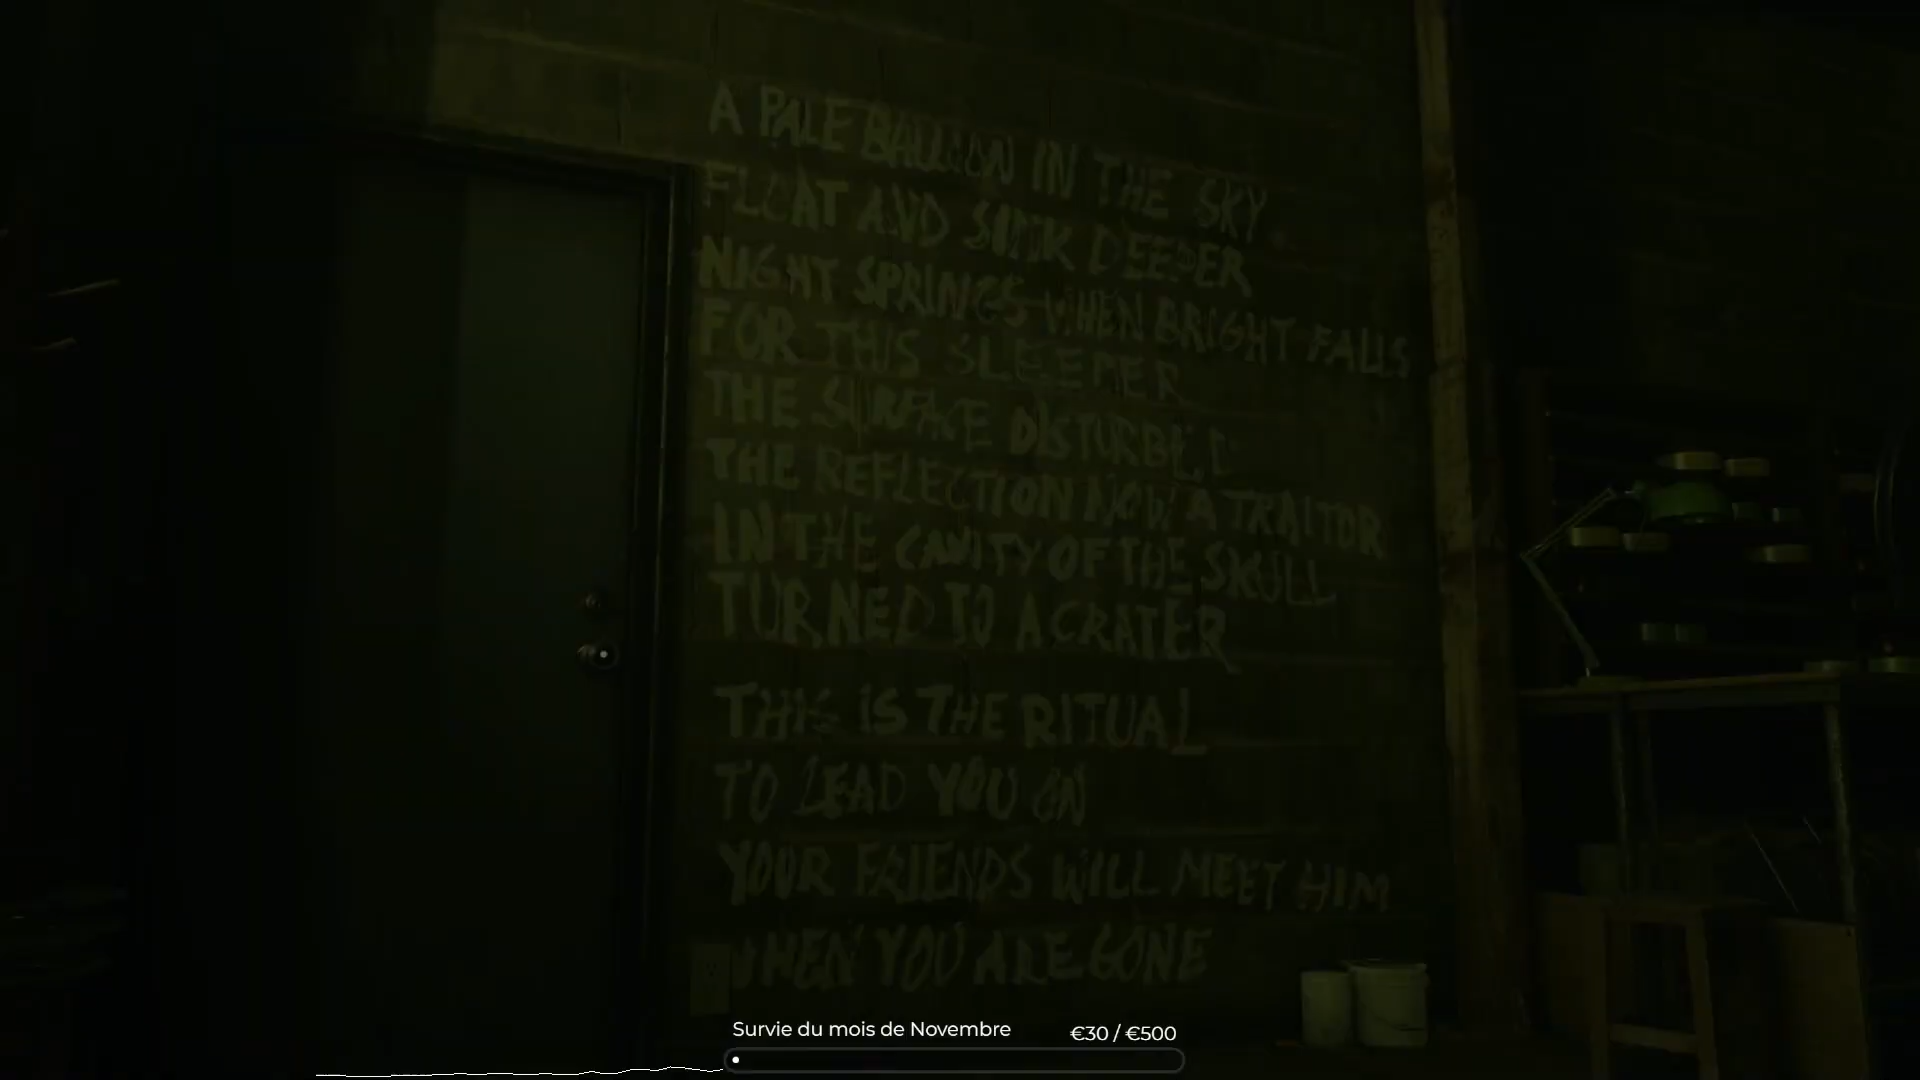 A PALE BALLOON IN THE SKY
FLOAT AND SINK DEEPER
NIGHT SPRINGS WHEN BRIGHT FALLS
FOR THIS SLEEPER
THE SURFACE DISTURBED
THE REFLECTION NOW A TRAITOR
IN THE CAVITY OF THE SKULL
TURNED TO A CRATER
THIS IS THE RITUAL
TO LEAD YOU ON
YOUR FRIENDS WILL MEET HIM
WHEN YOU ARE GONE
Survie du mois de Novembre €30 / €500